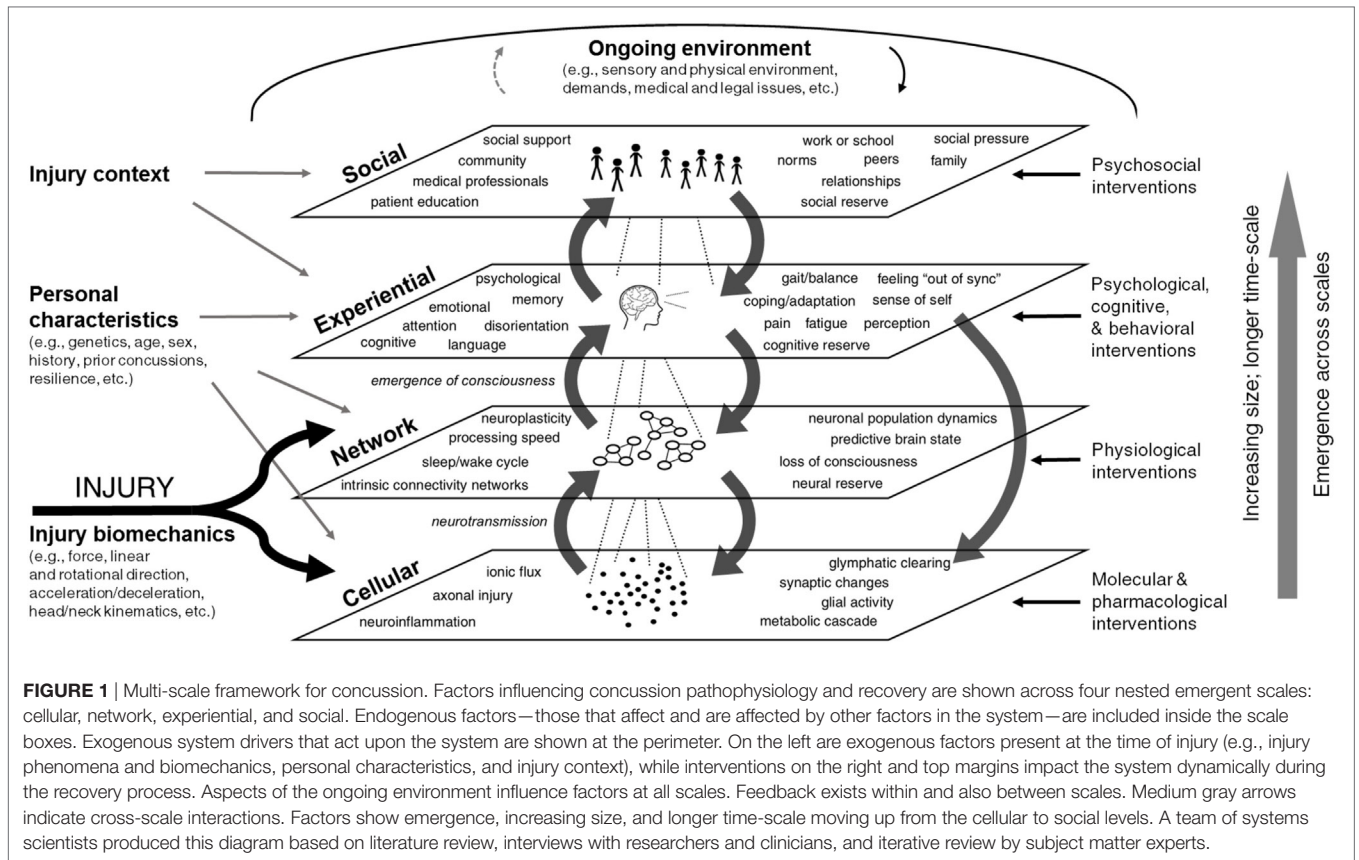 Ongoing environment
(e.g., sensory and physical environment,
demands, medical and legal issues, etc.)
Injury context
Personal
characteristics
(e.g., genetics, age, sex,
history, prior concussions,
resilience, etc.)
INJURY
Injury biomechanics
(e.g., force, linear
and rotational direction,
acceleration/deceleration,
head/neck kinematics, etc.)
Social
social support
community
medical professionals
patient education
work or school
social pressure
norms
peers
family
relationships
social reserve
Psychosocial
interventions
Experiential
psychological
memory
emotional
attention
disorientation
cognitive
language
gait/balance
feeling "out of sync"
coping/adaptation
sense of self
pain
fatigue
perception
cognitive reserve
Psychological,
cognitive,
& behavioral
interventions
emergence of consciousness
Network
neuroplasticity
processing speed
sleep/wake cycle
intrinsic connectivity networks
neuronal population dynamics
predictive brain state
loss of consciousness
neural reserve
Physiological
interventions
neurotransmission
Cellular
ionic flux
axonal injury
neuroinflammation
glymphatic clearing
synaptic changes
glial activity
metabolic cascade
Molecular &
pharmacological
interventions
Increasing size; longer time-scale
Emergence across scales
FIGURE 1 | Multi-scale framework for concussion. Factors influencing concussion pathophysiology and recovery are shown across four nested emergent scales:
cellular, network, experiential, and social. Endogenous factors—those that affect and are affected by other factors in the system—are included inside the scale
boxes. Exogenous system drivers that act upon the system are shown at the perimeter. On the left are exogenous factors present at the time of injury (e.g., injury
phenomena and biomechanics, personal characteristics, and injury context), while interventions on the right and top margins impact the system dynamically during
the recovery process. Aspects of the ongoing environment influence factors at all scales. Feedback exists within and also between scales. Medium gray arrows
indicate cross-scale interactions. Factors show emergence, increasing size, and longer time-scale moving up from the cellular to social levels. A team of systems
scientists produced this diagram based on literature review, interviews with researchers and clinicians, and iterative review by subject matter experts.